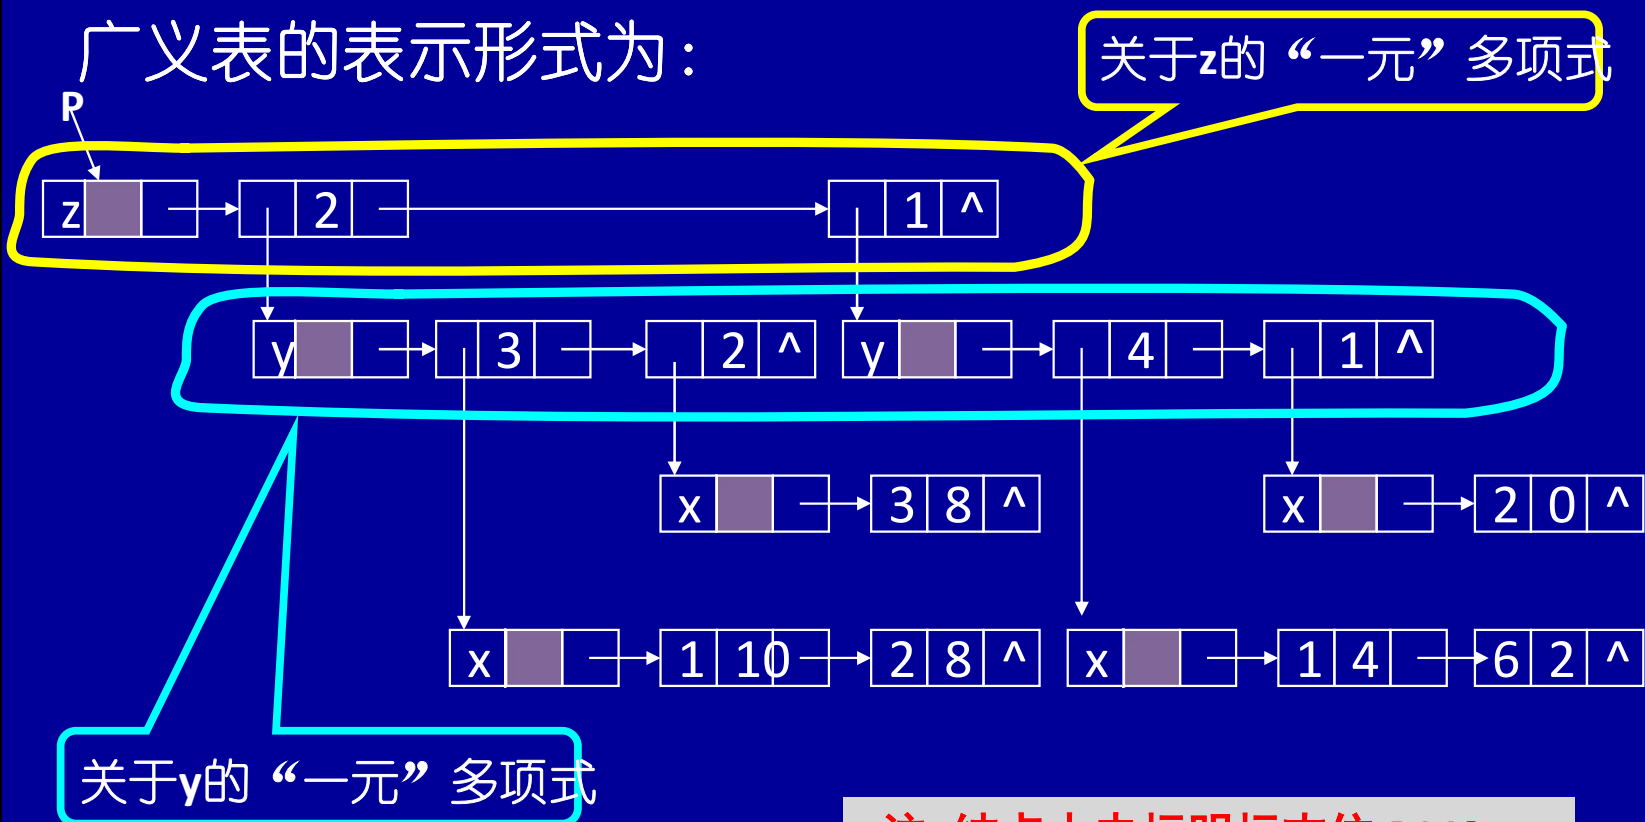 广义表的表示形式为：
关于z的“一元”多项式
P
z 2 1 ^
y 3 2 ^ y 4 1 ^
x 3 8 ^ x 2 0 ^
x 1 10 2 8 ^ x 1 4 6 2 ^
关于y的“一元”多项式